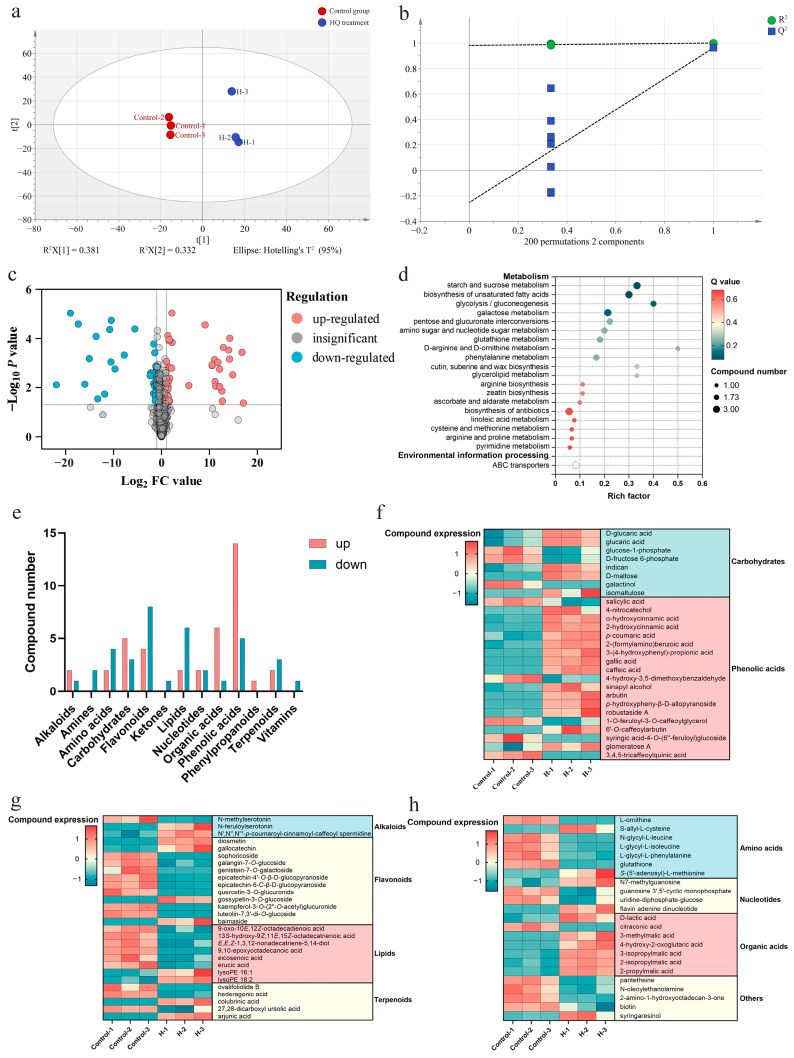 a
Control group
HQ treatment
60
40
20
0
−20
−40
−60
t[2]
H-3
Control-2
Control-1
Control-3
H-2
H-1
−80 −60 −40 −20 0 20 40 60 80
t[1]
R²X[1] = 0.381 R²X[2] = 0.332 Ellipse: Hotelling's T² (95%)
b
R²
Q²
1
0.8
0.6
0.4
0.2
0
−0.2
−0.4
−0.2 0 0.2 0.4 0.6 0.8 1
200 permutations 2 components
c
6
4
2
0
−Log10 P value
−20 −10 0 10 20
Log2 FC value
Regulation
up-regulated
insignificant
down-regulated
d
Metabolism
starch and sucrose metabolism
biosynthesis of unsaturated fatty acids
glycolysis / gluconeogenesis
galactose metabolism
pentose and glucuronate interconversions
amino sugar and nucleotide sugar metabolism
glutathione metabolism
D-arginine and D-ornithine metabolism
phenylalanine metabolism
cutin, suberine and wax biosynthesis
glycerolipid metabolism
arginine biosynthesis
zeatin biosynthesis
ascorbate and aldarate metabolism
biosynthesis of antibiotics
linoleic acid metabolism
cysteine and methionine metabolism
arginine and proline metabolism
pyrimidine metabolism
Environmental information processing
ABC transporters
0 0.1 0.2 0.3 0.4 0.5 0.6
Rich factor
Q value
0.6
0.4
0.2
Compound number
1.00
1.73
3.00
e
15
10
5
0
Compound number
up
down
Alkaloids
Amines
Amino acids
Carbohydrates
Flavonoids
Ketones
Lipids
Nucleotides
Organic acids
Phenolic acids
Phenylpropanoids
Terpenoids
Vitamins
f
Compound expression
1
0
−1
D-glucaric acid
glucaric acid
glucose-1-phosphate
D-fructose 6-phosphate
indican
D-maltose
galactinol
isomaltulose
Carbohydrates
salicylic acid
4-nitrocatechol
α-hydroxycinnamic acid
2-hydroxycinnamic acid
p-coumaric acid
2-(formylamino)benzoic acid
3-(4-hydroxyphenyl)-propionic acid
gallic acid
caffeic acid
4-hydroxy-3,5-dimethoxybenzaldehyde
sinapyl alcohol
arbutin
p-hydroxypheny-β-D-allopyranoside
robustaside A
1-O-feruloyl-3-O-caffeoylglycerol
6'-O-caffeoylarbutin
syringic acid-4-O-(6''-feruloyl)glucoside
glomeratose A
3,4,5-tricaffeoylquinic acid
Phenolic acids
Control-1 Control-2 Control-3 H-1 H-2 H-3
g
Compound expression
1
0
−1
N-methylserotonin
N-feruloylserotonin
N',N'',N'''-p-coumaroyl-cinnamoyl-caffeoyl spermidine
Alkaloids
diosmetin
gallocatechin
sophoricoside
galangin-7-O-glucoside
genistein-7-O-galactoside
epicatechin-4'-O-β-D-glucopyranoside
epicatechin-6-C-β-D-glucopyranoside
quercetin-3-O-glucuronide
gossypetin-3-O-glucoside
kaempferol-3-O-(2''-O-acetyl)glucuronide
luteolin-7,3'-di-O-glucoside
baimaside
Flavonoids
9-oxo-10E,12Z-octadecadienoic acid
13S-hydroxy-9Z,11E,15Z-octadecatrienoic acid
E,E,Z-1,3,12-nonadecatriene-5,14-diol
9,10-epoxyoctadecanoic acid
eicosenoic acid
erucic acid
lysoPE 16:1
lysoPE 18:2
Lipids
ovalifoliolide B
hederagonic acid
colubrinic acid
27,28-dicarboxyl ursolic acid
arjunic acid
Terpenoids
Control-1 Control-2 Control-3 H-1 H-2 H-3
h
Compound expression
1
0
−1
L-ornithine
S-allyl-L-cysteine
N-glycyl-L-leucine
L-glycyl-L-isoleucine
L-glycyl-L-phenylalanine
glutathione
S-(5'-adenosyl)-L-methionine
Amino acids
N7-methylguanosine
guanosine 3',5'-cyclic monophosphate
uridine-diphosphate-glucose
flavin adenine dinucleotide
Nucleotides
D-lactic acid
citraconic acid
3-methylmalic acid
4-hydroxy-2-oxoglutaric acid
3-isopropylmalic acid
2-isopropylmalic acid
2-propylmalic acid
Organic acids
pantetheine
N-oleoylethanolamine
2-amino-1-hydroxyoctadecan-3-one
biotin
syringaresinol
Others
Control-1 Control-2 Control-3 H-1 H-2 H-3